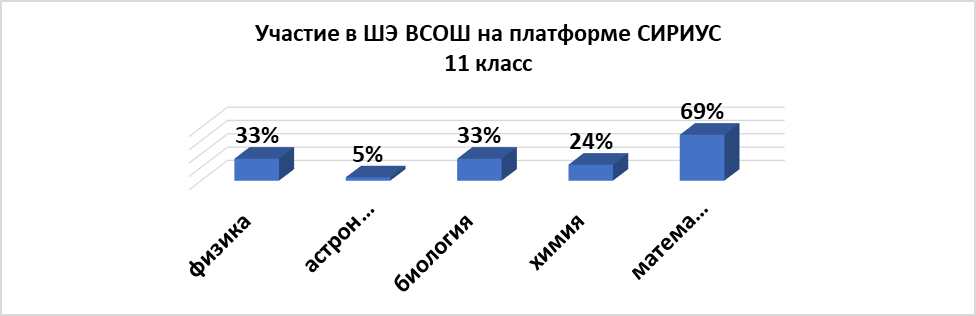 Участие в ШЭ ВСОШ на платформе СИРИУС
11 класс
33%
5%
33%
24%
69%
физика
астрон...
биология
химия
матема...